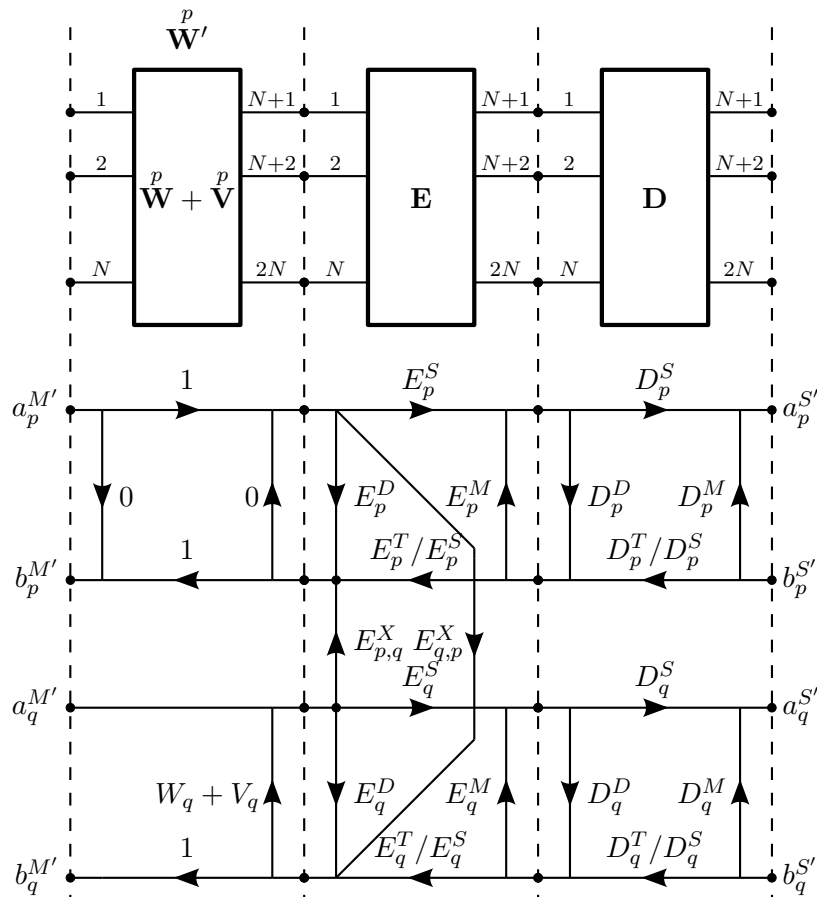 p
W′
1 N+1 1 N+1 1 N+1
2 N+2 2 N+2 2 N+2
p p
W + V E D
N 2N N 2N N 2N
1 E_p^S D_p^S
a_p^{M′} a_p^{S′}
0 0 E_p^D E_p^M D_p^D D_p^M
1 E_p^T/E_p^S D_p^T/D_p^S
b_p^{M′} b_p^{S′}
E_{p,q}^X E_{q,p}^X
E_q^S D_q^S
a_q^{M′} a_q^{S′}
W_q + V_q E_q^D E_q^M D_q^D D_q^M
1 E_q^T/E_q^S D_q^T/D_q^S
b_q^{M′} b_q^{S′}